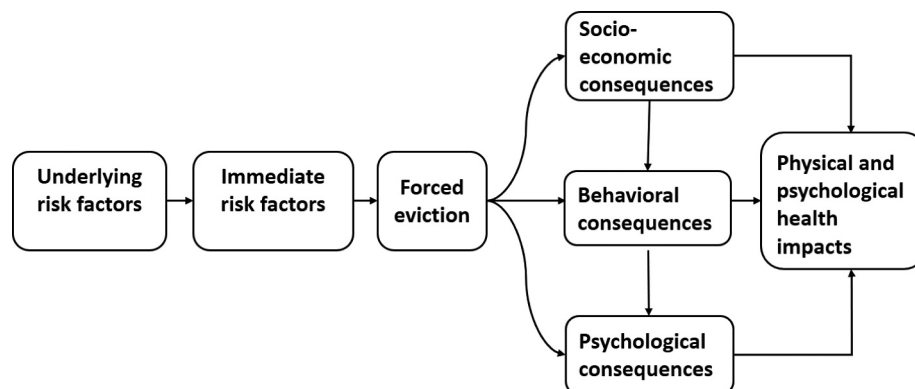 Underlying
risk factors
Immediate
risk factors
Forced
eviction
Socio-
economic
consequences
Behavioral
consequences
Psychological
consequences
Physical and
psychological
health
impacts